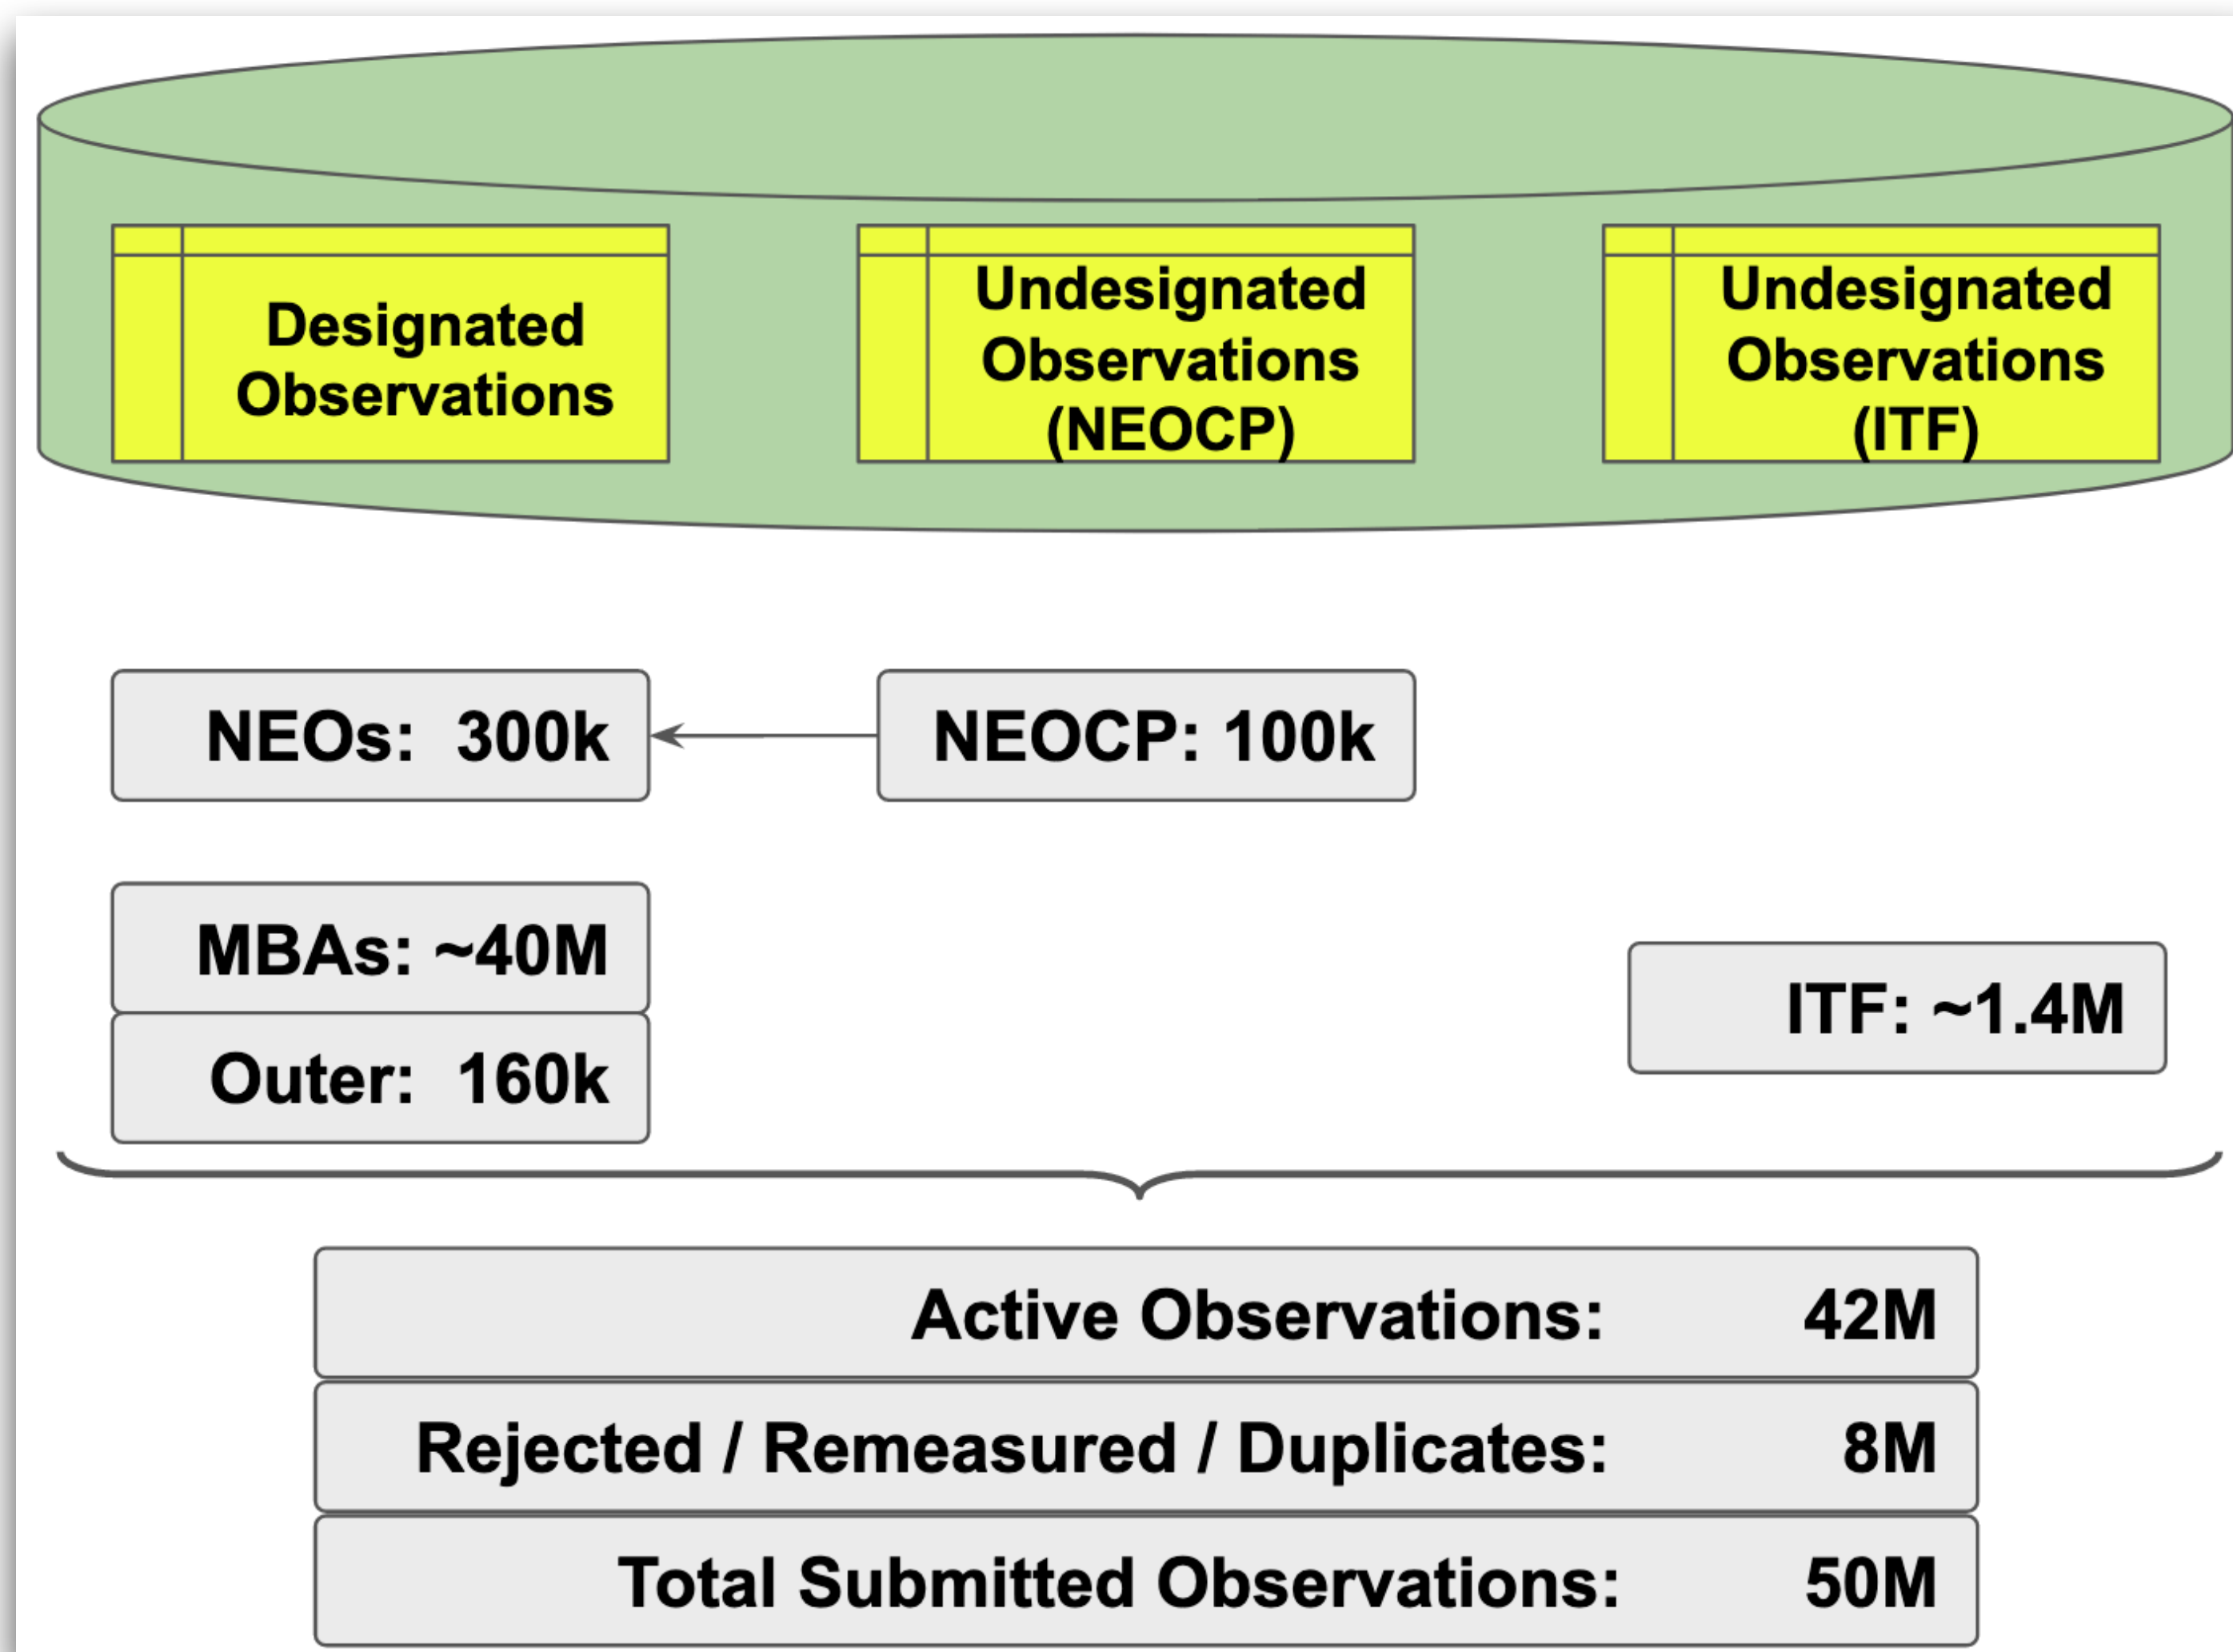 Designated
Observations
Undesignated
Observations
(NEOCP)
Undesignated
Observations
(ITF)
NEOs: 300k
NEOCP: 100k
MBAs: ~40M
Outer: 160k
ITF: ~1.4M
Active Observations: 42M
Rejected / Remeasured / Duplicates: 8M
Total Submitted Observations: 50M